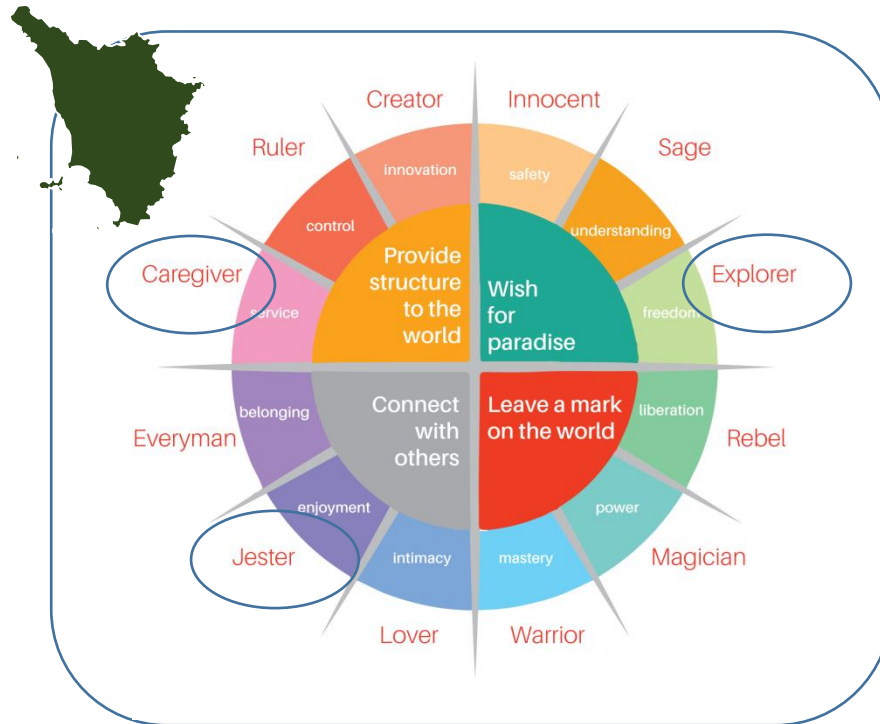 Creator
Innocent
Ruler
Sage
innovation
safety
control
understanding
Caregiver
Explorer
service
freedom
Provide
structure
to the
world
Wish
for
paradise
belonging
liberation
Everyman
Rebel
Connect
with
others
Leave a mark
on the world
enjoyment
power
Jester
Magician
intimacy
mastery
Lover
Warrior